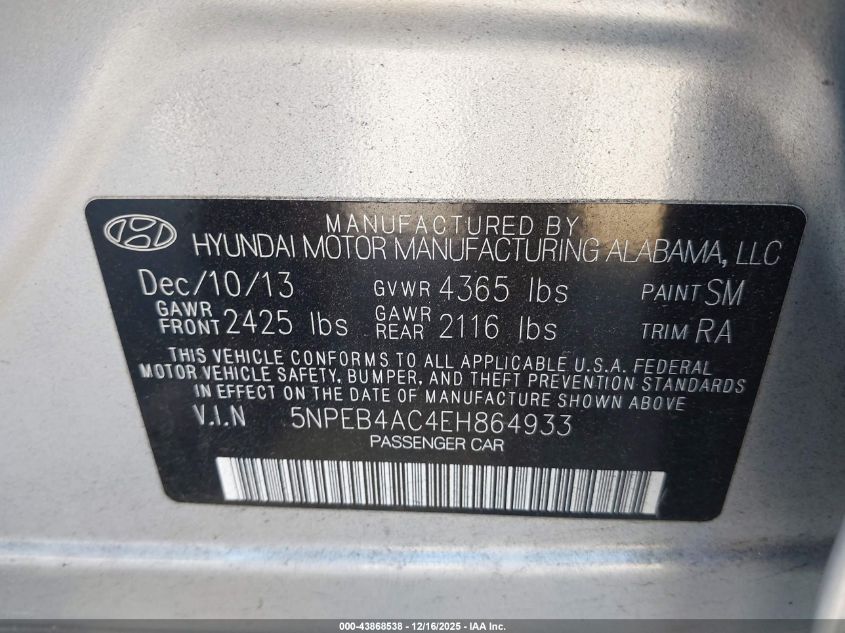 MANUFACTURED BY
HYUNDAI MOTOR MANUFACTURING ALABAMA, LLC
Dec/10/13 GVWR 4365 lbs PAINT SM
GAWR FRONT 2425 lbs GAWR REAR 2116 lbs TRIM RA
THIS VEHICLE CONFORMS TO ALL APPLICABLE U.S.A. FEDERAL
MOTOR VEHICLE SAFETY, BUMPER, AND THEFT PREVENTION STANDARDS
IN EFFECT ON THE DATE OF MANUFACTURE SHOWN ABOVE
V.I.N 5NPEB4AC4EH864933
PASSENGER CAR
000-43868538 - 12/16/2025 - IAA Inc.